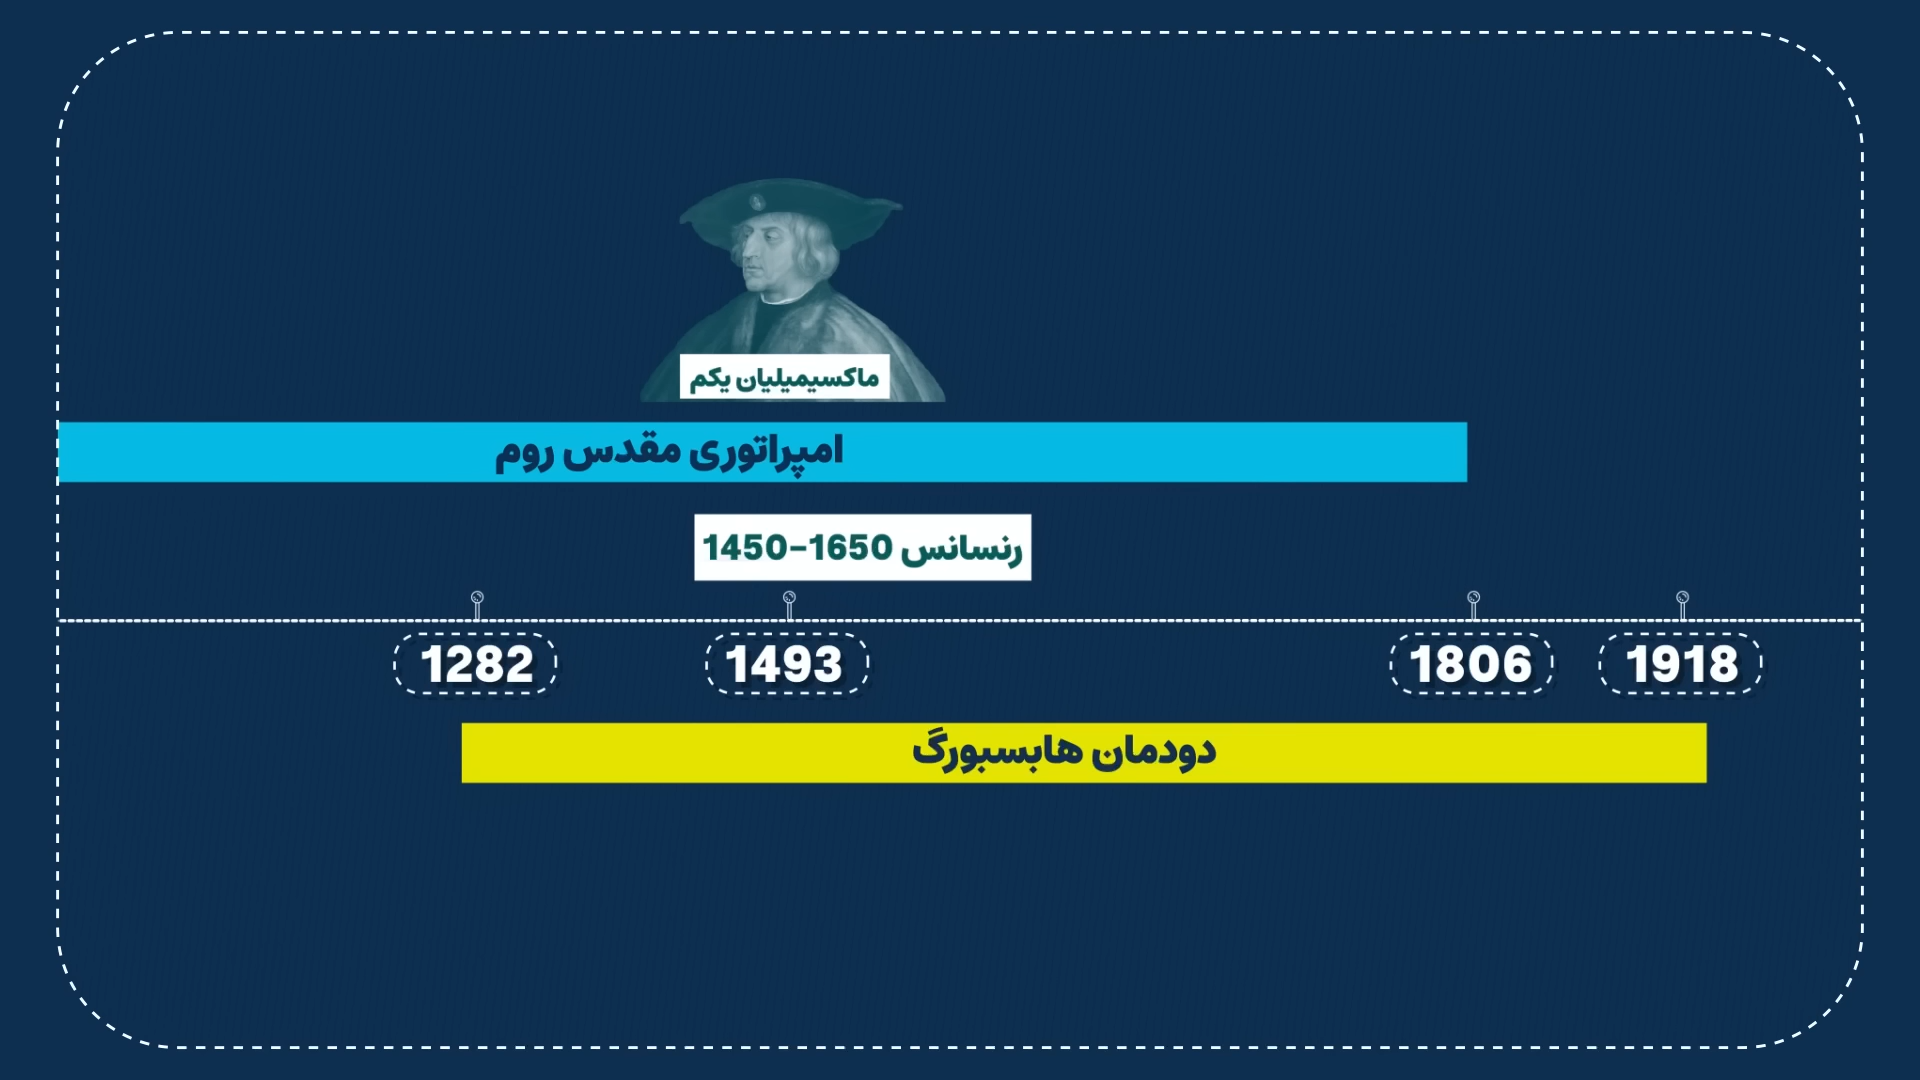 ماکسیمیلیان یکم
امپراتوری مقدس روم
رنسانس 1650-1450
1282
1493
1806
1918
دودمان هابسبورگ